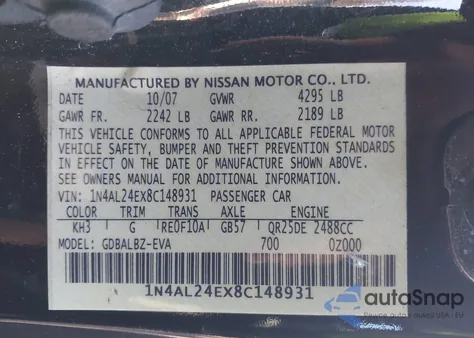 MANUFACTURED BY NISSAN MOTOR CO., LTD.
DATE 10/07 GVWR 4295 LB
GAWR FR. 2242 LB GAWR RR. 2189 LB
THIS VEHICLE CONFORMS TO ALL APPLICABLE FEDERAL MOTOR
VEHICLE SAFETY, BUMPER AND THEFT PREVENTION STANDARDS
IN EFFECT ON THE DATE OF MANUFACTURE SHOWN ABOVE.
SEE OWNERS MANUAL FOR ADDITIONAL INFORMATION.
VIN: 1N4AL24EX8C148931 PASSENGER CAR
COLOR TRIM TRANS AXLE ENGINE
KH3 G RE0F10A GB57 QR25DE 2488CC
MODEL: GDBALBZ-EVA 700 0Z000
1N4AL24EX8C148931
autoSnap